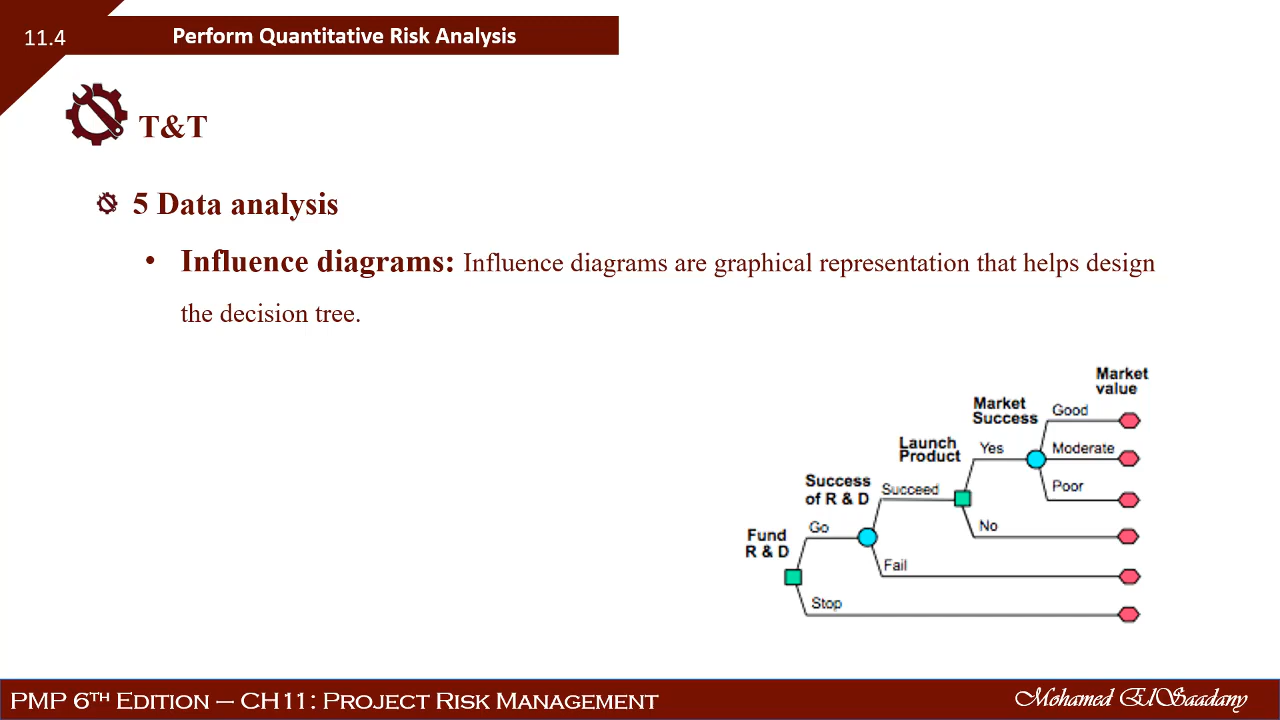 11.4
Perform Quantitative Risk Analysis
T&T
5 Data analysis
• Influence diagrams: Influence diagrams are graphical representation that helps design
the decision tree.
Market
value
Market
Success
Good
Launch
Product
Yes
Moderate
Success
of R & D
Succeed
Poor
Fund
R & D
Go
No
Fail
Stop
PMP 6TH EDITION – CH11: PROJECT RISK MANAGEMENT
Mohamed ElSaadany